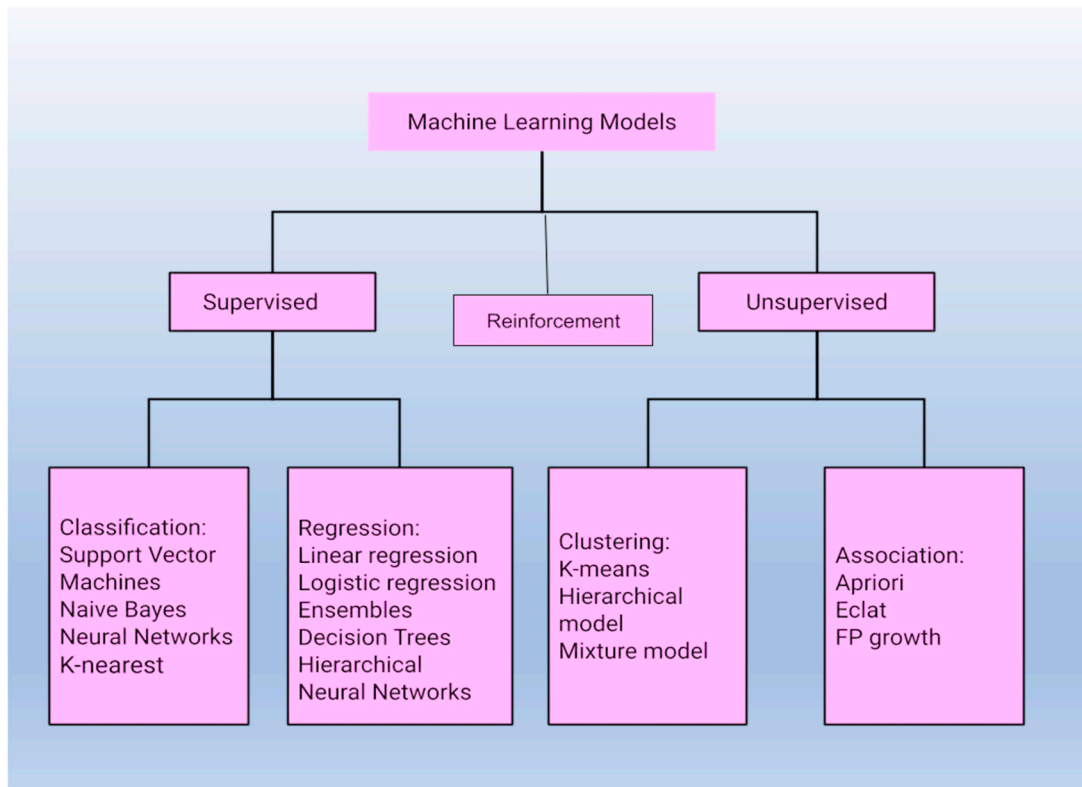 Machine Learning Models
Supervised
Reinforcement
Unsupervised
Classification:
Support Vector
Machines
Naive Bayes
Neural Networks
K-nearest
Regression:
Linear regression
Logistic regression
Ensembles
Decision Trees
Hierarchical
Neural Networks
Clustering:
K-means
Hierarchical
model
Mixture model
Association:
Apriori
Eclat
FP growth